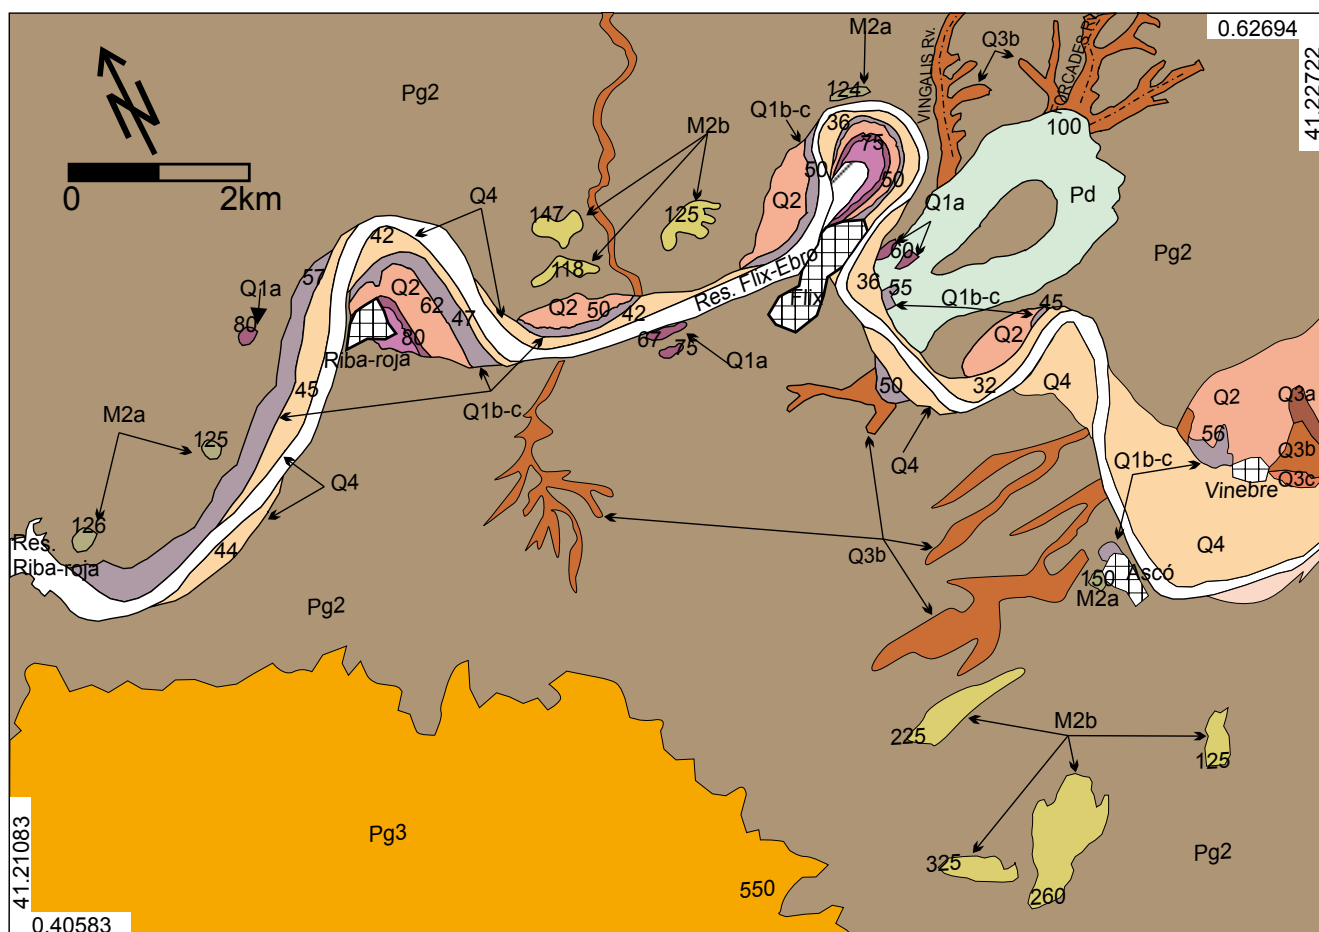 0.62694
41.22722
M2a
VINGALIS Rv.
Q3b
FORCADES Rv.
Pg2
124
Q1b-c
36
100
M2b
75
50
50
Q2
Pd
0
2km
Q4
147
125
Q1a
42
118
60
Pg2
57
Q1a
Q2
62
47
Q2
50
42
Res. Flix-Ebro
Flix
36
55
Q1b-c
45
80
80
Riba-roja
67
75
Q1a
Q2
45
32
Q4
50
Q1b-c
M2a
125
Q4
Q4
Q2
Q3a
56
Q3b
Q1b-c
Q3c
Vinebre
126
Res.
Riba-roja
44
Q3b
Q4
150
Ascó
M2a
Pg2
M2b
225
125
Pg3
325
Pg2
550
260
41.21083
0.40583